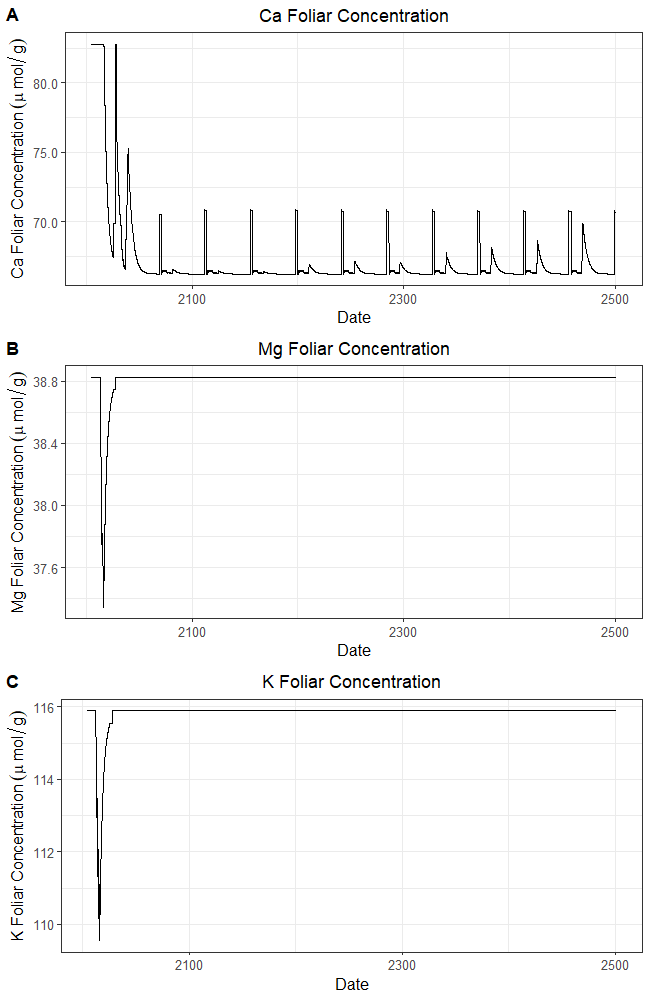 A
Ca Foliar Concentration
Ca Foliar Concentration (μ mol/ g)
80.0
75.0
70.0
2100
2300
2500
Date
B
Mg Foliar Concentration
Mg Foliar Concentration (μ mol/ g)
38.8
38.4
38.0
37.6
2100
2300
2500
Date
C
K Foliar Concentration
K Foliar Concentration (μ mol/ g)
116
114
112
110
2100
2300
2500
Date